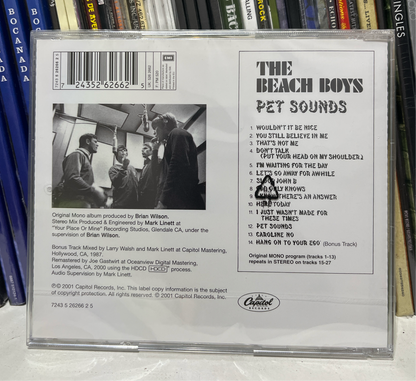 BOCANADA
BOCANADA
BACK
ROCK
SINGLES
7 24352 62662
EMI
THE
BEACH BOYS
PET SOUNDS
1. WOULDN'T IT BE NICE
2. YOU STILL BELIEVE IN ME
3. THAT'S NOT ME
4. DON'T TALK
(PUT YOUR HEAD ON MY SHOULDER)
5. I'M WAITING FOR THE DAY
6. LET'S GO AWAY FOR AWHILE
7. JOHN B
8. KNOWS
9. THERE'S AN ANSWER
10. TODAY
11. I JUST WASN'T MADE FOR
THESE TIMES
12. PET SOUNDS
13. CAROLINE NO
14. HANG ON TO YOUR EGO (Bonus Track)
Original MONO program (tracks 1-13)
repeats in STEREO on tracks 15-27
Original Mono album produced by Brian Wilson.
Stereo Mix Produced & Engineered by Mark Linett at
"Your Place Or Mine" Recording Studios, Glendale CA, under
the supervision of Brian Wilson.
Bonus Track Mixed by Larry Walsh and Mark Linett at Capitol Mastering,
Hollywood, CA, 1987.
Remastered by Joe Gastwirt at Oceanview Digital Mastering,
Los Angeles, CA, 2000 using the HDCD HDCD process.
Audio Supervision by Mark Linett.
℗©2001 Capitol Records, Inc. This label copy information is the subject of
copyright protection. All rights reserved. © 2001 Capitol Records, Inc.
7243 5 26266 2 5
Capitol
RECORDS